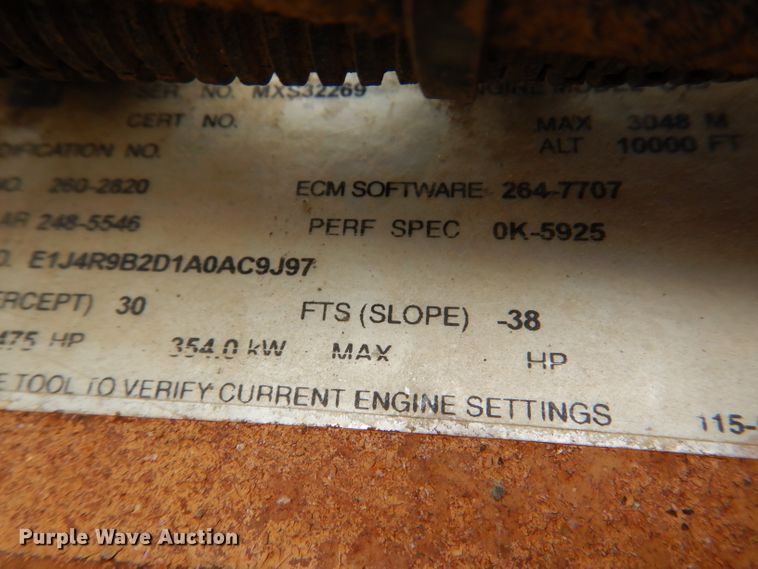 SER. NO. MXS32269
CERT NO. MAX 3048 M
NO. ALT 10000 FT
260-2820 ECM SOFTWARE 264-7707
248-5546 PERF SPEC 0K-5925
E1J4R9B2D1A0AC9J97
30 FTS (SLOPE) -38
475 HP 354.0 kW MAX HP
TOOL TO VERIFY CURRENT ENGINE SETTINGS 115-
Purple Wave Auction